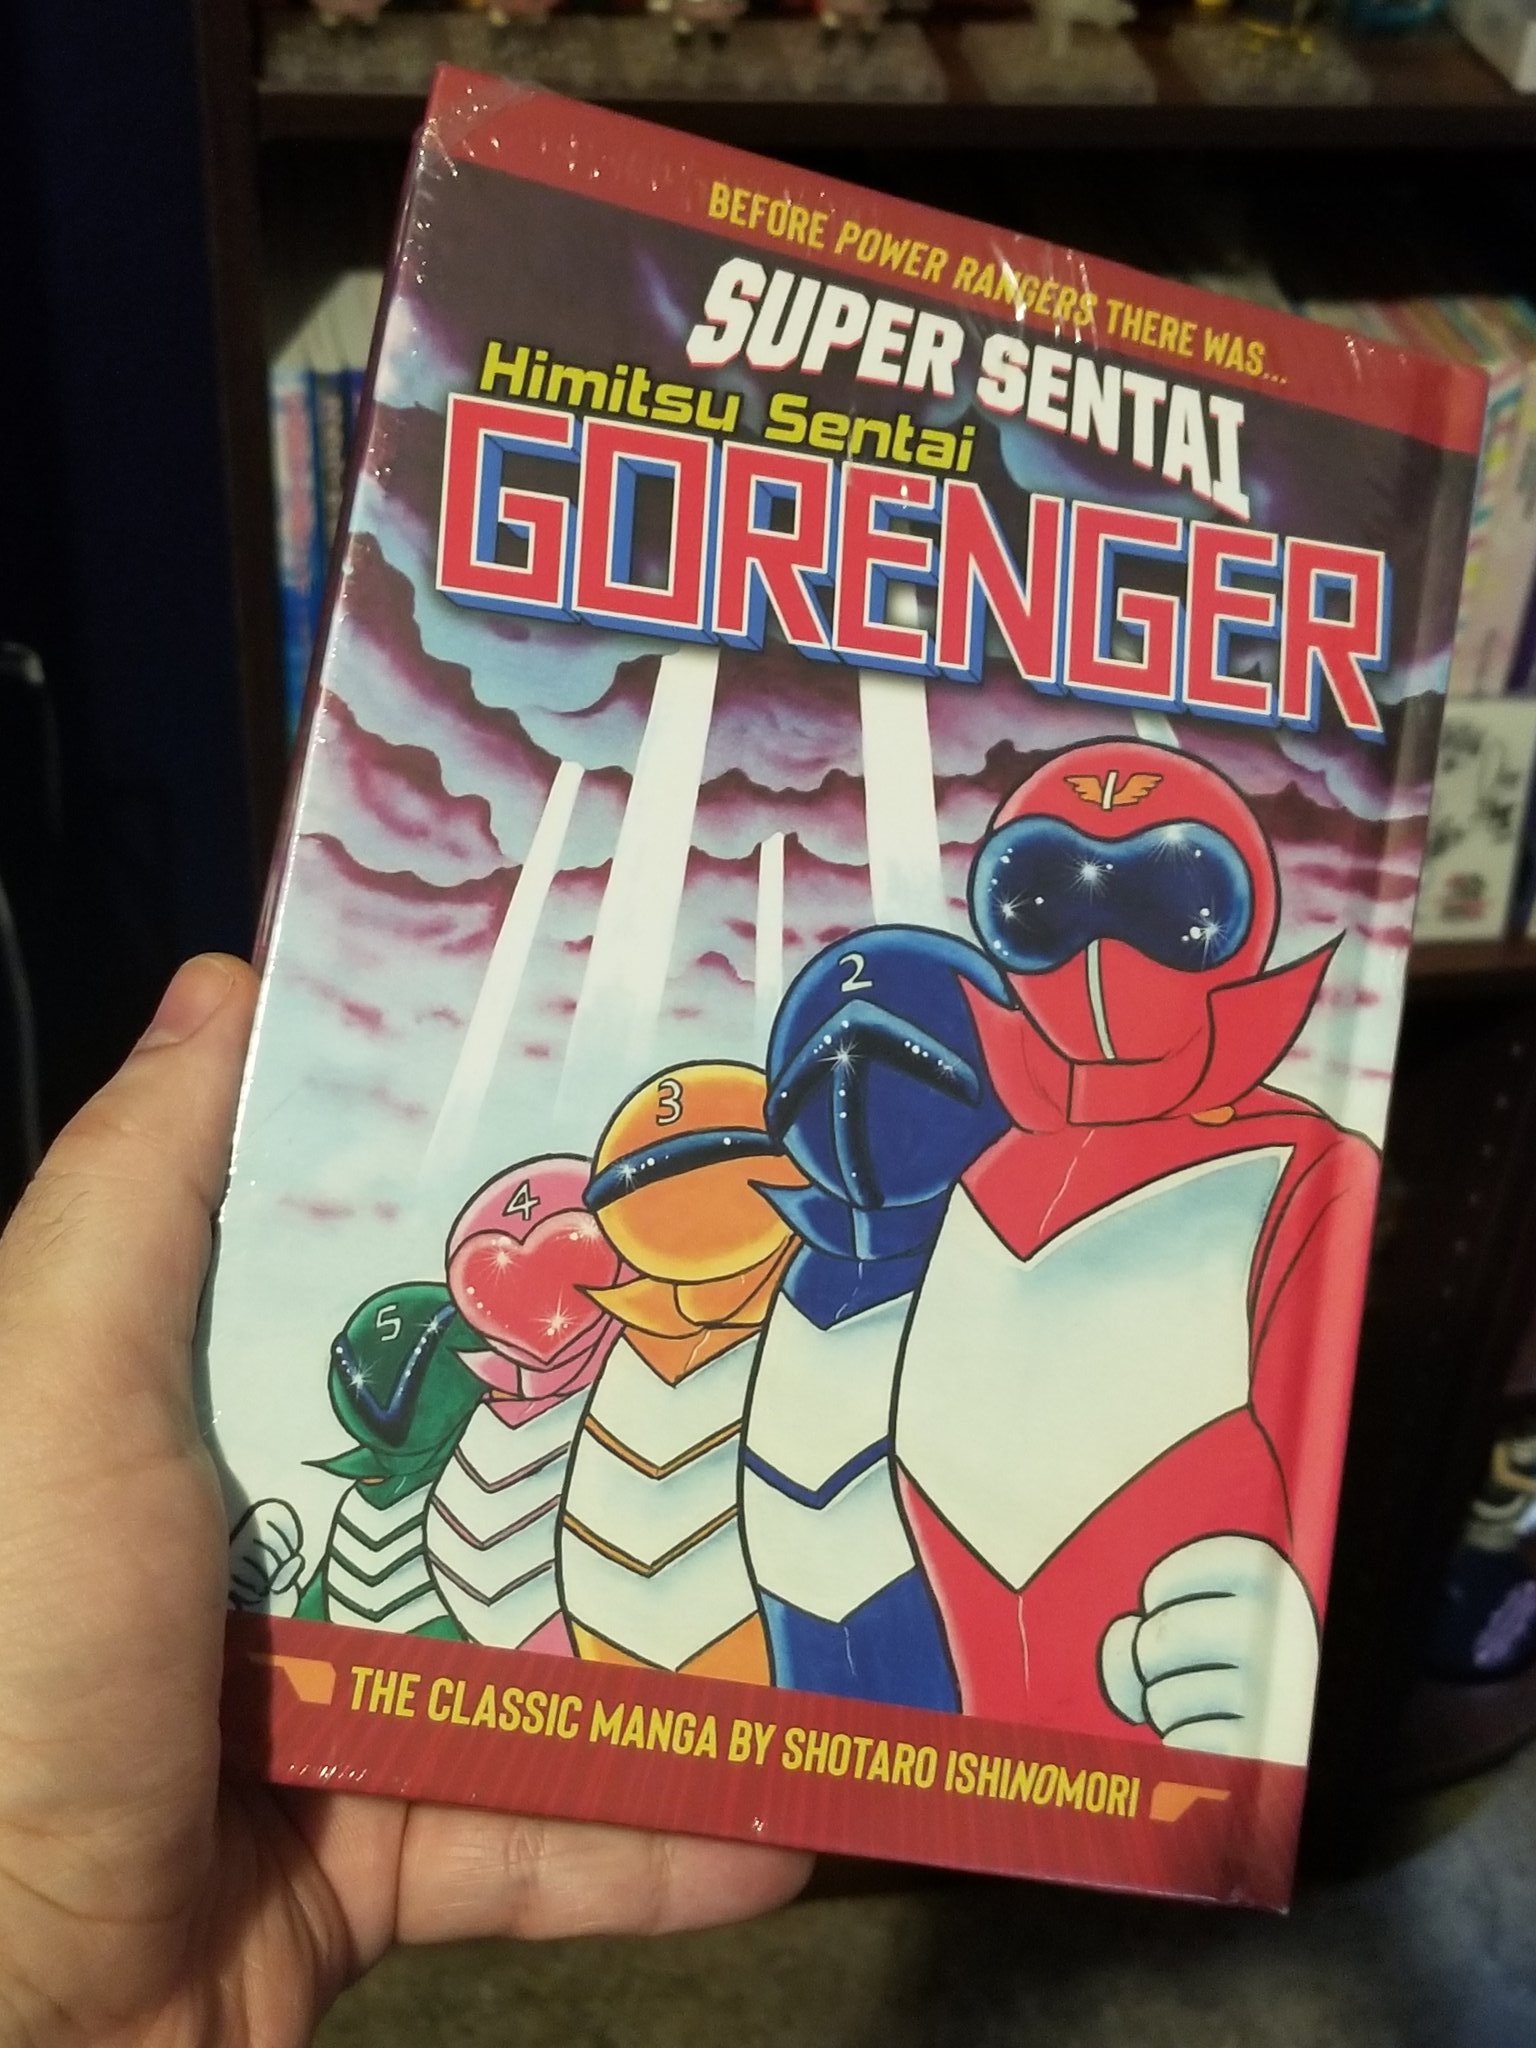 BEFORE POWER RANGERS THERE WAS...
SUPER SENTAI
Himitsu Sentai
GORENGER
2
3
4
5
THE CLASSIC MANGA BY SHOTARO ISHINOMORI